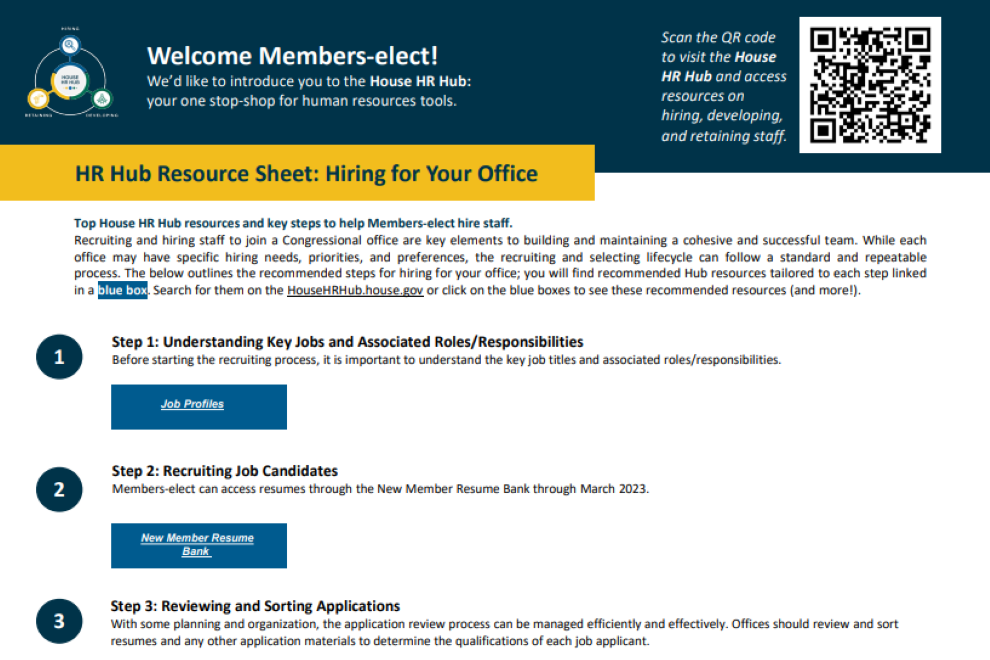 HIRING
HOUSE
HR HUB
RETAINING
DEVELOPING
Welcome Members-elect!
We'd like to introduce you to the House HR Hub:
your one stop-shop for human resources tools.
Scan the QR code
to visit the House
HR Hub and access
resources on
hiring, developing,
and retaining staff.
HR Hub Resource Sheet: Hiring for Your Office
Top House HR Hub resources and key steps to help Members-elect hire staff.
Recruiting and hiring staff to join a Congressional office are key elements to building and maintaining a cohesive and successful team. While each
office may have specific hiring needs, priorities, and preferences, the recruiting and selecting lifecycle can follow a standard and repeatable
process. The below outlines the recommended steps for hiring for your office; you will find recommended Hub resources tailored to each step linked
in a blue box. Search for them on the HouseHRHub.house.gov or click on the blue boxes to see these recommended resources (and more!).
1
Step 1: Understanding Key Jobs and Associated Roles/Responsibilities
Before starting the recruiting process, it is important to understand the key job titles and associated roles/responsibilities.
Job Profiles
2
Step 2: Recruiting Job Candidates
Members-elect can access resumes through the New Member Resume Bank through March 2023.
New Member Resume
Bank
3
Step 3: Reviewing and Sorting Applications
With some planning and organization, the application review process can be managed efficiently and effectively. Offices should review and sort
resumes and any other application materials to determine the qualifications of each job applicant.